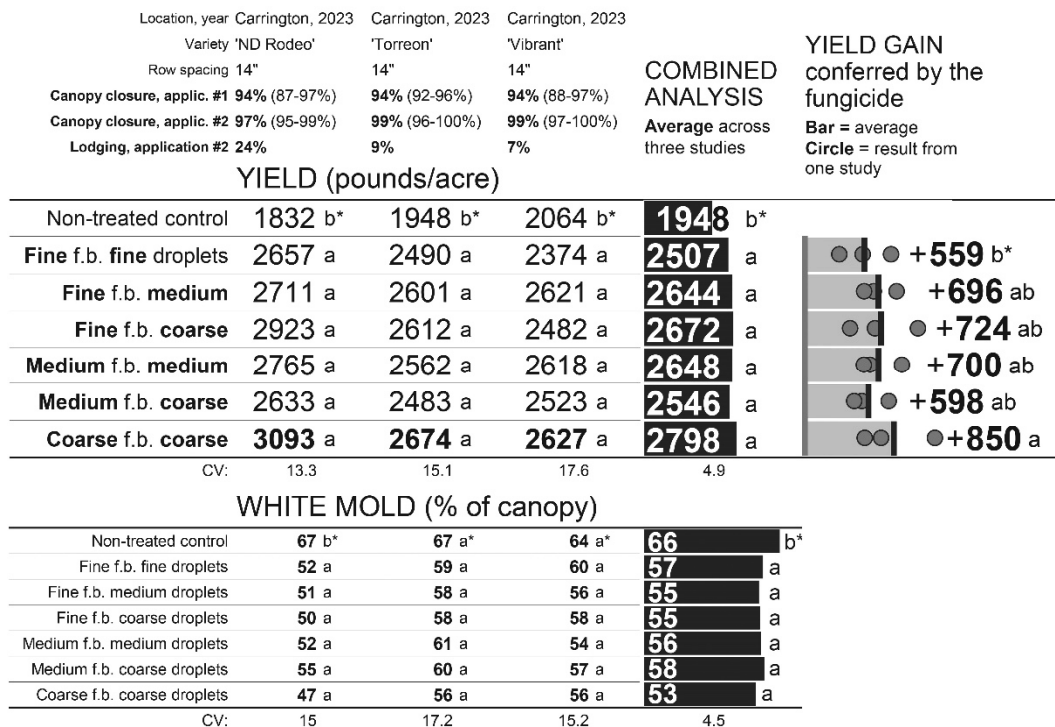 Location, year Carrington, 2023 Carrington, 2023 Carrington, 2023
Variety 'ND Rodeo' 'Torreon' 'Vibrant'
Row spacing 14" 14" 14"
Canopy closure, applic. #1 94% (87-97%) 94% (92-96%) 94% (88-97%)
Canopy closure, applic. #2 97% (95-99%) 99% (96-100%) 99% (97-100%)
Lodging, application #2 24% 9% 7%
COMBINED
ANALYSIS
Average across
three studies
YIELD GAIN
conferred by the
fungicide
Bar = average
Circle = result from
one study
YIELD (pounds/acre)
Non-treated control 1832 b* 1948 b* 2064 b* 1948 b*
Fine f.b. fine droplets 2657 a 2490 a 2374 a 2507 a +559 b*
Fine f.b. medium 2711 a 2601 a 2621 a 2644 a +696 ab
Fine f.b. coarse 2923 a 2612 a 2482 a 2672 a +724 ab
Medium f.b. medium 2765 a 2562 a 2618 a 2648 a +700 ab
Medium f.b. coarse 2633 a 2483 a 2523 a 2546 a +598 ab
Coarse f.b. coarse 3093 a 2674 a 2627 a 2798 a +850 a
CV: 13.3 15.1 17.6 4.9
WHITE MOLD (% of canopy)
Non-treated control 67 b* 67 a* 64 a* 66 b*
Fine f.b. fine droplets 52 a 59 a 60 a 57 a
Fine f.b. medium droplets 51 a 58 a 56 a 55 a
Fine f.b. coarse droplets 50 a 58 a 58 a 55 a
Medium f.b. medium droplets 52 a 61 a 54 a 56 a
Medium f.b. coarse droplets 55 a 60 a 57 a 58 a
Coarse f.b. coarse droplets 47 a 56 a 56 a 53 a
CV: 15 17.2 15.2 4.5